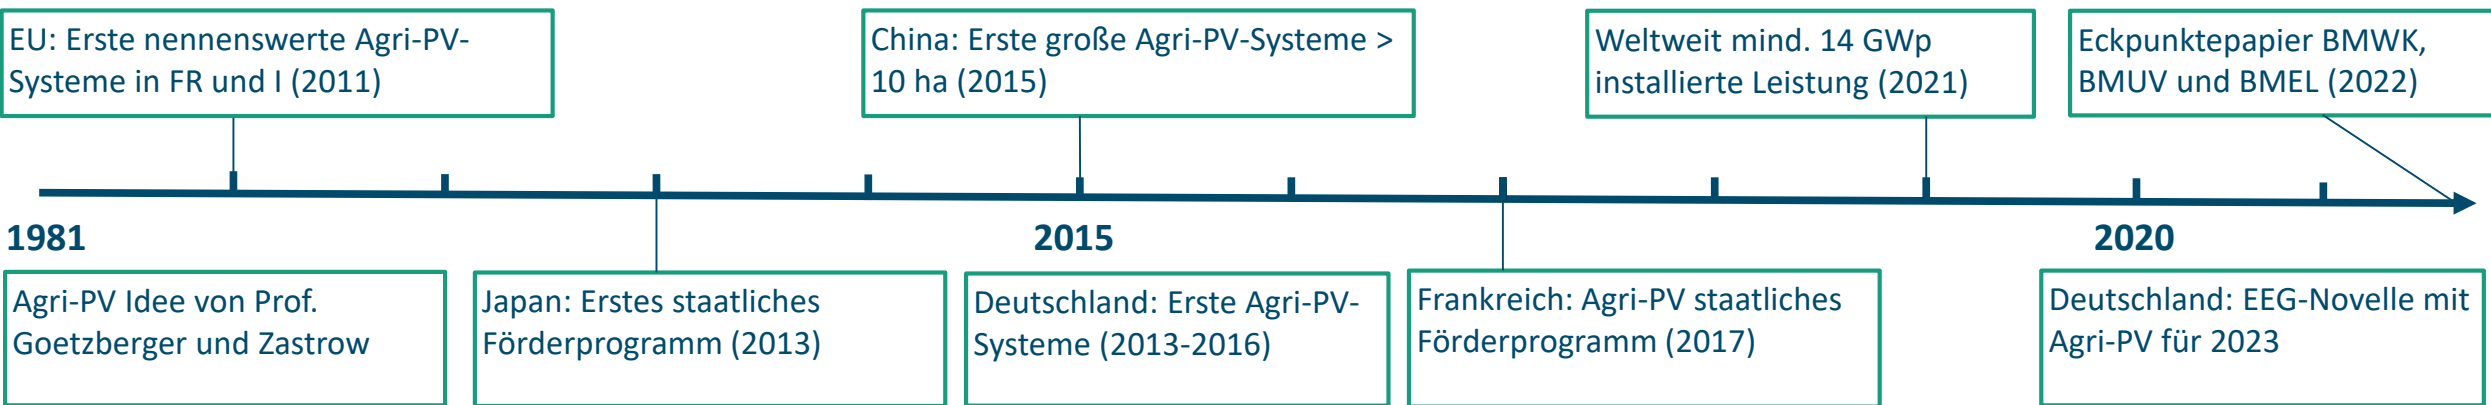 EU: Erste nennenswerte Agri-PV-
Systeme in FR und I (2011)
China: Erste große Agri-PV-Systeme >
10 ha (2015)
Weltweit mind. 14 GWp
installierte Leistung (2021)
Eckpunktepapier BMWK,
BMUV und BMEL (2022)
1981
2015
2020
Agri-PV Idee von Prof.
Goetzberger und Zastrow
Japan: Erstes staatliches
Förderprogramm (2013)
Deutschland: Erste Agri-PV-
Systeme (2013-2016)
Frankreich: Agri-PV staatliches
Förderprogramm (2017)
Deutschland: EEG-Novelle mit
Agri-PV für 2023